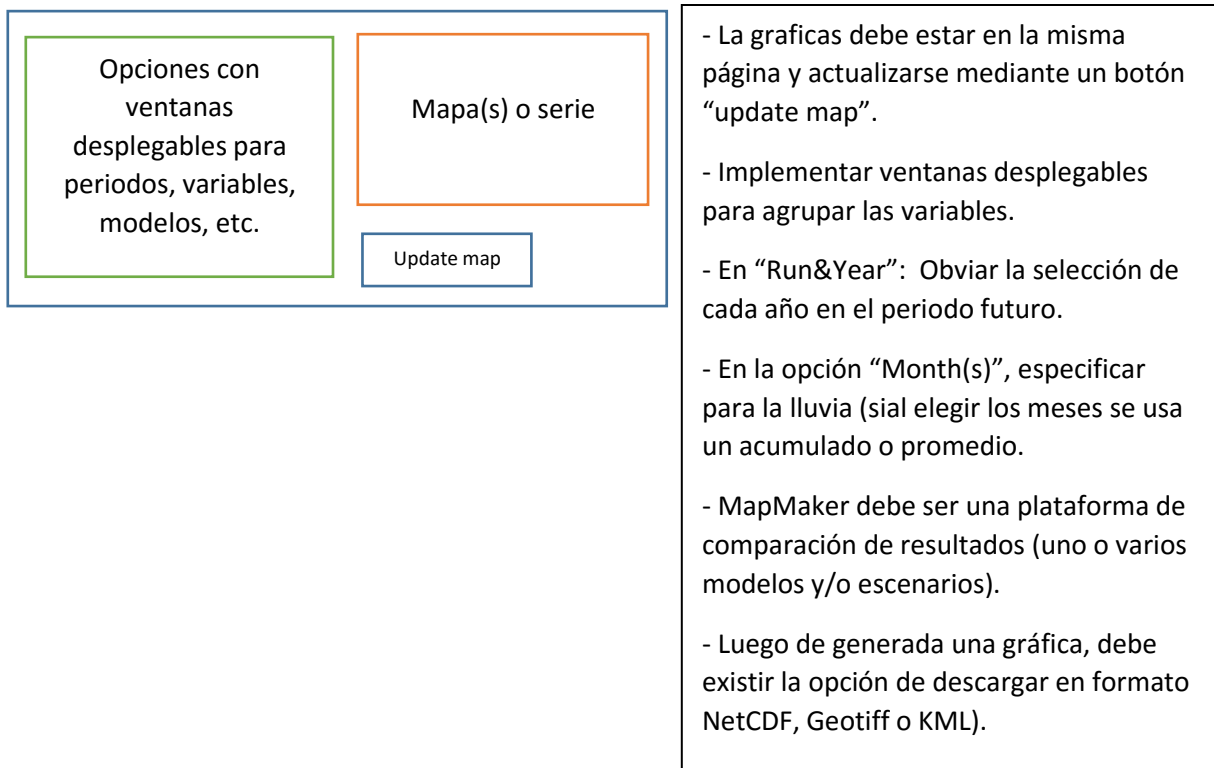 Opciones con
ventanas
desplegables para
periodos, variables,
modelos, etc.
Mapa(s) o serie
Update map
- La graficas debe estar en la misma
página y actualizarse mediante un botón
“update map”.
- Implementar ventanas desplegables
para agrupar las variables.
- En “Run&Year”:  Obviar la selección de
cada año en el periodo futuro.
- En la opción “Month(s)”, especificar
para la lluvia (sial elegir los meses se usa
un acumulado o promedio.
- MapMaker debe ser una plataforma de
comparación de resultados (uno o varios
modelos y/o escenarios).
- Luego de generada una gráfica, debe
existir la opción de descargar en formato
NetCDF, Geotiff o KML).